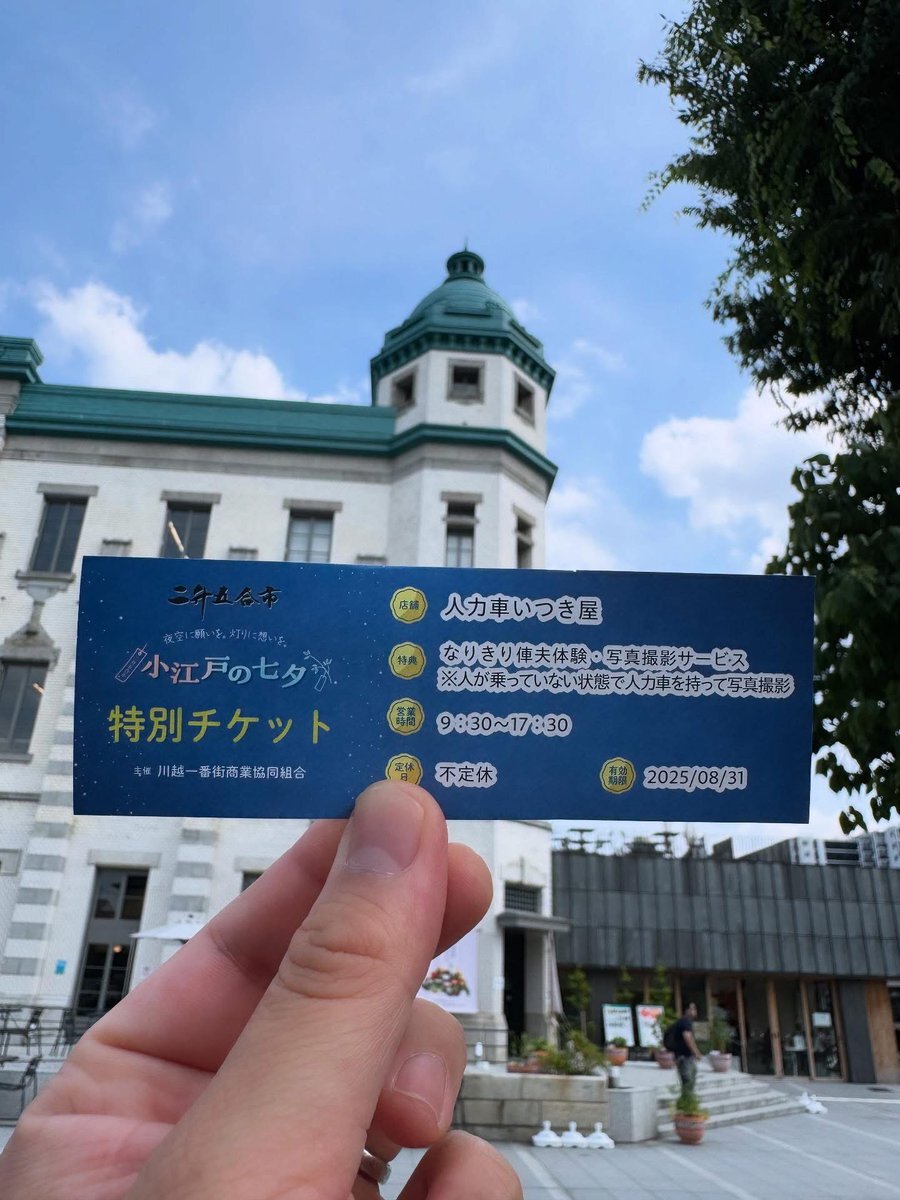 二升五合市
夜空に願いを。灯りに想いを。
小江戸の七夕
特別チケット
主催 川越一番街商業協同組合
店舗 人力車いつき屋
特典 なりきり俥夫体験・写真撮影サービス
※人が乗っていない状態で人力車を持って写真撮影
営業時間 9：30〜17：30
定休日 不定休
有効期限 2025/08/31